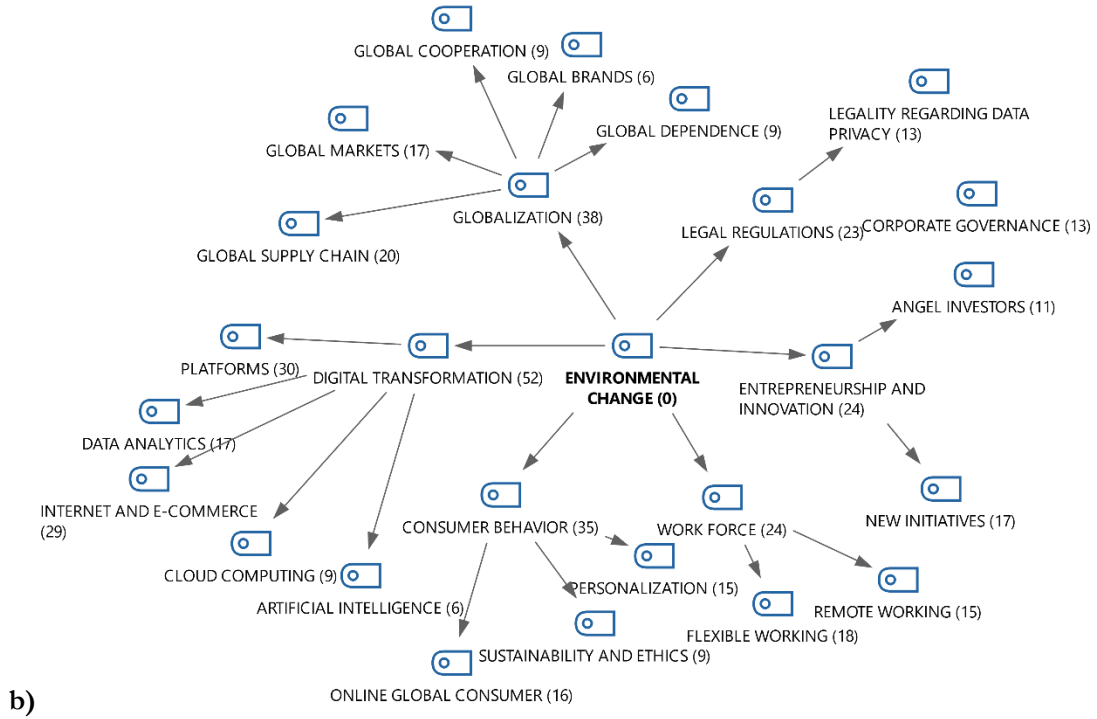 GLOBAL COOPERATION (9)
GLOBAL BRANDS (6)
GLOBAL DEPENDENCE (9)
LEGALITY REGARDING DATA
PRIVACY (13)
GLOBAL MARKETS (17)
GLOBALIZATION (38)
LEGAL REGULATIONS (23)
CORPORATE GOVERNANCE (13)
GLOBAL SUPPLY CHAIN (20)
ANGEL INVESTORS (11)
PLATFORMS (30)
DIGITAL TRANSFORMATION (52)
ENVIRONMENTAL
CHANGE (0)
ENTREPRENEURSHIP AND
INNOVATION (24)
DATA ANALYTICS (17)
INTERNET AND E-COMMERCE
(29)
CONSUMER BEHAVIOR (35)
WORK FORCE (24)
NEW INITIATIVES (17)
CLOUD COMPUTING (9)
PERSONALIZATION (15)
ARTIFICIAL INTELLIGENCE (6)
REMOTE WORKING (15)
FLEXIBLE WORKING (18)
SUSTAINABILITY AND ETHICS (9)
ONLINE GLOBAL CONSUMER (16)
b)